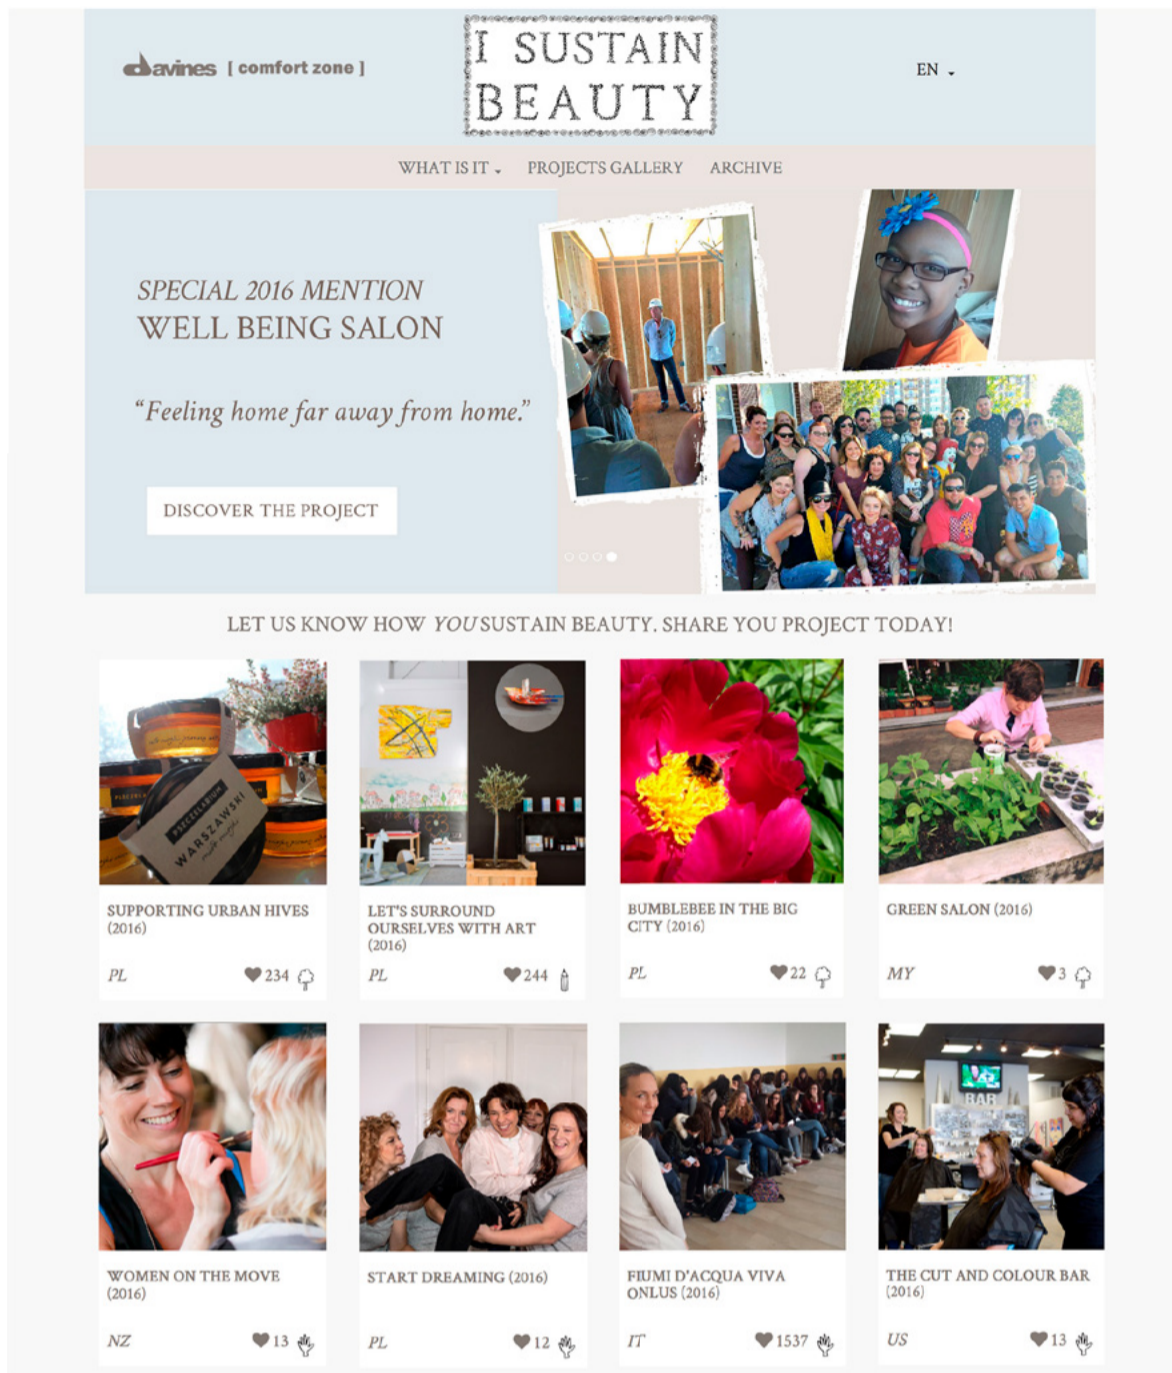 davines [ comfort zone ]
I SUSTAIN
BEAUTY
EN
WHAT IS IT PROJECTS GALLERY ARCHIVE
SPECIAL 2016 MENTION
WELL BEING SALON
“Feeling home far away from home.”
DISCOVER THE PROJECT
LET US KNOW HOW YOU SUSTAIN BEAUTY. SHARE YOU PROJECT TODAY!
PSZCZELARIUM
WARSZAWSKI
SUPPORTING URBAN HIVES
(2016)
PL 234
LET'S SURROUND
OURSELVES WITH ART
(2016)
PL 244
BUMBLEBEE IN THE BIG
CITY (2016)
PL 22
GREEN SALON (2016)
MY 3
BAR
WOMEN ON THE MOVE
(2016)
NZ 13
START DREAMING (2016)
PL 12
FIUMI D'ACQUA VIVA
ONLUS (2016)
IT 1537
THE CUT AND COLOUR BAR
(2016)
US 13